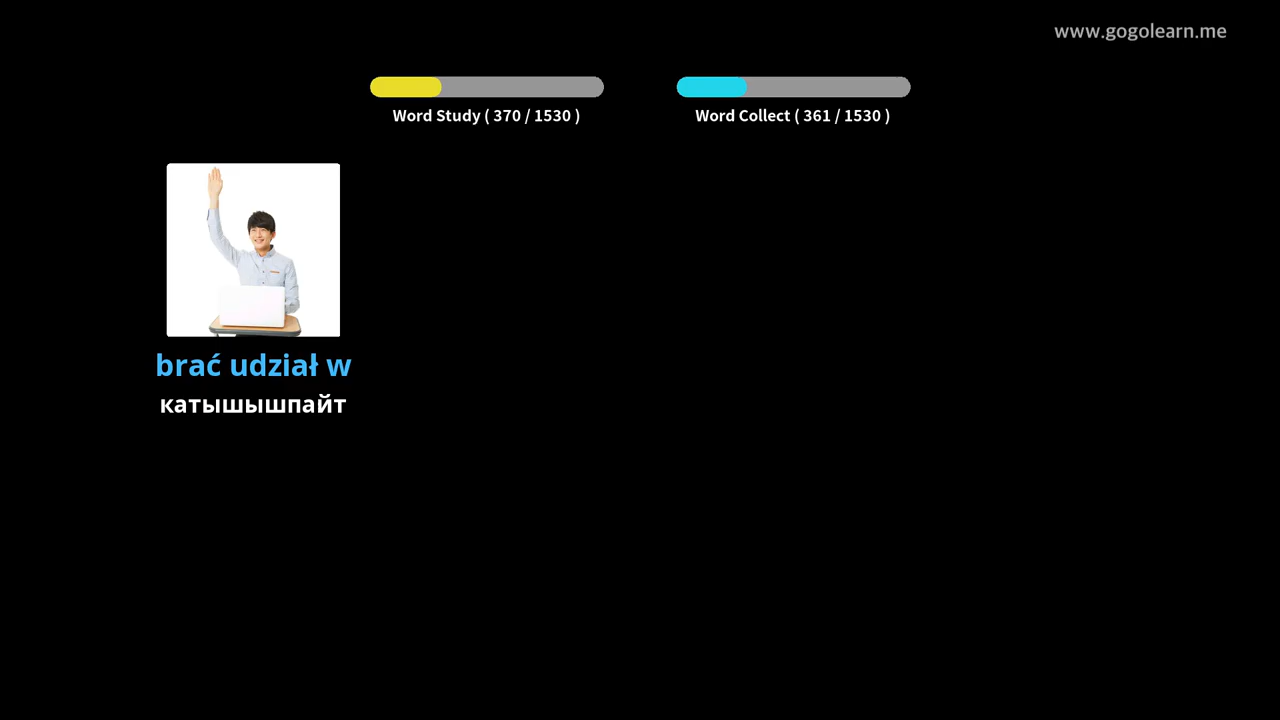 www.gogolearn.me
Word Study ( 370 / 1530 )
Word Collect ( 361 / 1530 )
brać udział w
катышышпайт